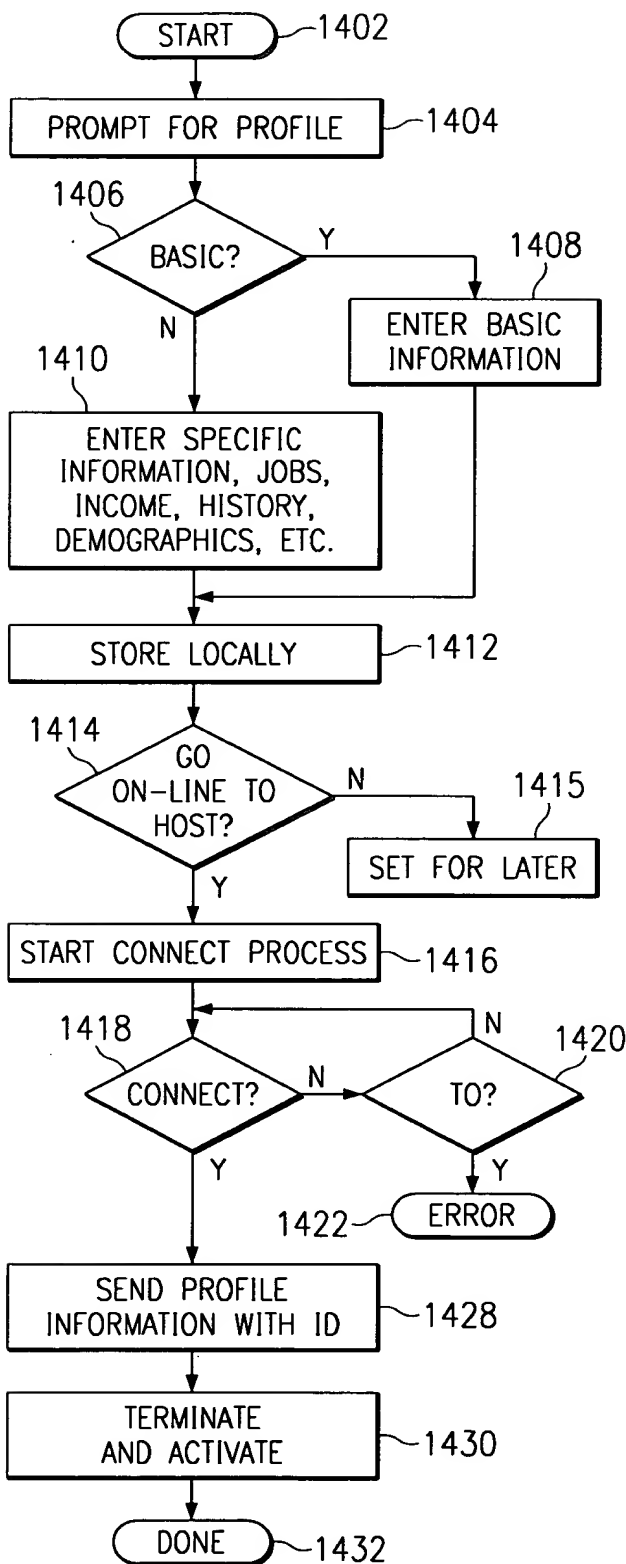 START
1402
PROMPT FOR PROFILE
1404
1406
BASIC?
Y
N
1408
ENTER BASIC
INFORMATION
1410
ENTER SPECIFIC
INFORMATION, JOBS,
INCOME, HISTORY,
DEMOGRAPHICS, ETC.
STORE LOCALLY
1412
1414
GO
ON-LINE TO
HOST?
N
Y
1415
SET FOR LATER
START CONNECT PROCESS
1416
1418
CONNECT?
N
Y
N
1420
TO?
Y
1422
ERROR
SEND PROFILE
INFORMATION WITH ID
1428
TERMINATE
AND ACTIVATE
1430
DONE
1432